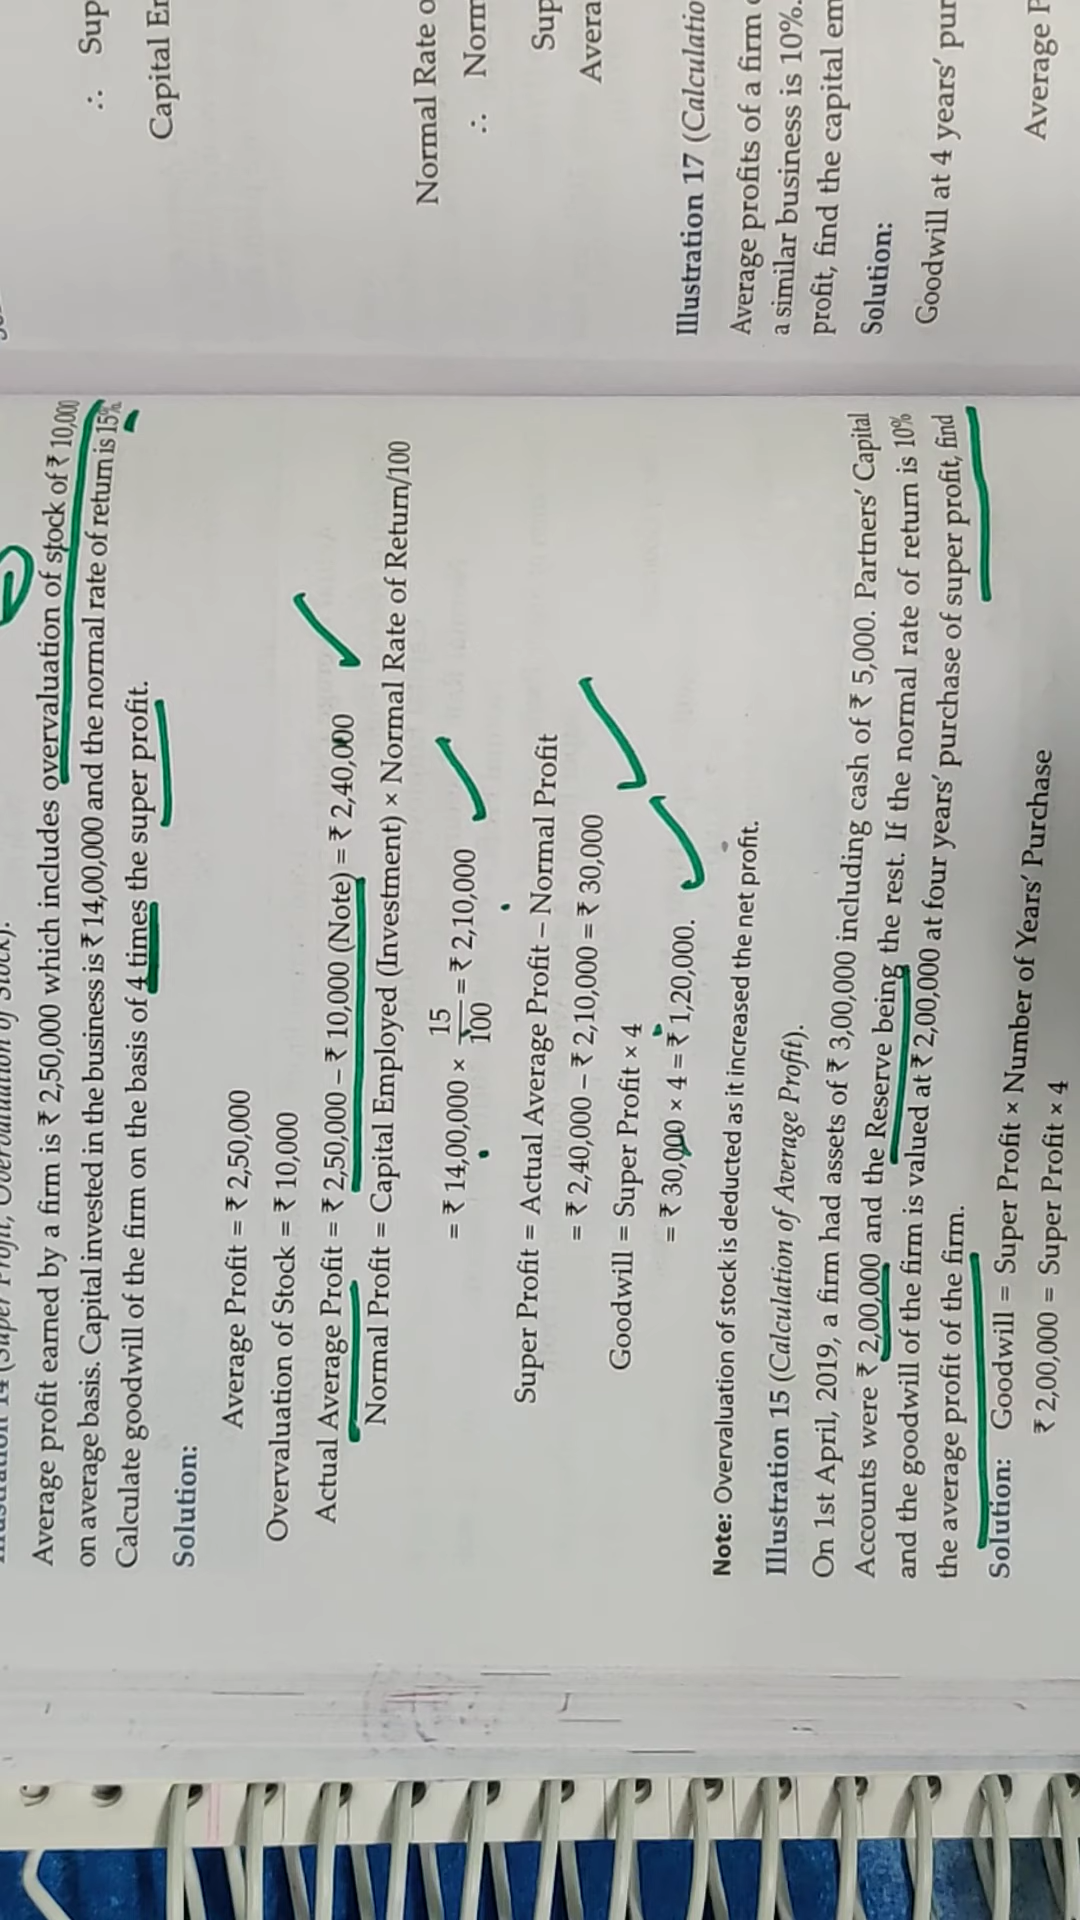 Average profit earned by a firm is ₹ 2,50,000 which includes overvaluation of stock of ₹ 10,000
on average basis. Capital invested in the business is ₹ 14,00,000 and the normal rate of return is 15%.
Calculate goodwill of the firm on the basis of 4 times the super profit.
Solution:
Average Profit = ₹ 2,50,000
Overvaluation of Stock = ₹ 10,000
Actual Average Profit = ₹ 2,50,000 – ₹ 10,000 (Note) = ₹ 2,40,000
Normal Profit = Capital Employed (Investment) × Normal Rate of Return/100
= ₹ 14,00,000 × 15/100 = ₹ 2,10,000
Super Profit = Actual Average Profit – Normal Profit
= ₹ 2,40,000 – ₹ 2,10,000 = ₹ 30,000
Goodwill = Super Profit × 4
= ₹ 30,000 × 4 = ₹ 1,20,000.
Note: Overvaluation of stock is deducted as it increased the net profit.
Illustration 15 (Calculation of Average Profit).
On 1st April, 2019, a firm had assets of ₹ 3,00,000 including cash of ₹ 5,000. Partners' Capital
Accounts were ₹ 2,00,000 and the Reserve being the rest. If the normal rate of return is 10%
and the goodwill of the firm is valued at ₹ 2,00,000 at four years' purchase of super profit, find
the average profit of the firm.
Solution: Goodwill = Super Profit × Number of Years' Purchase
₹ 2,00,000 = Super Profit × 4
∴ Sup
Capital Er
Normal Rate o
∴ Norm
Sup
Avera
Illustration 17 (Calculatio
Average profits of a firm
a similar business is 10%.
profit, find the capital em
Solution:
Goodwill at 4 years' pur
Average P